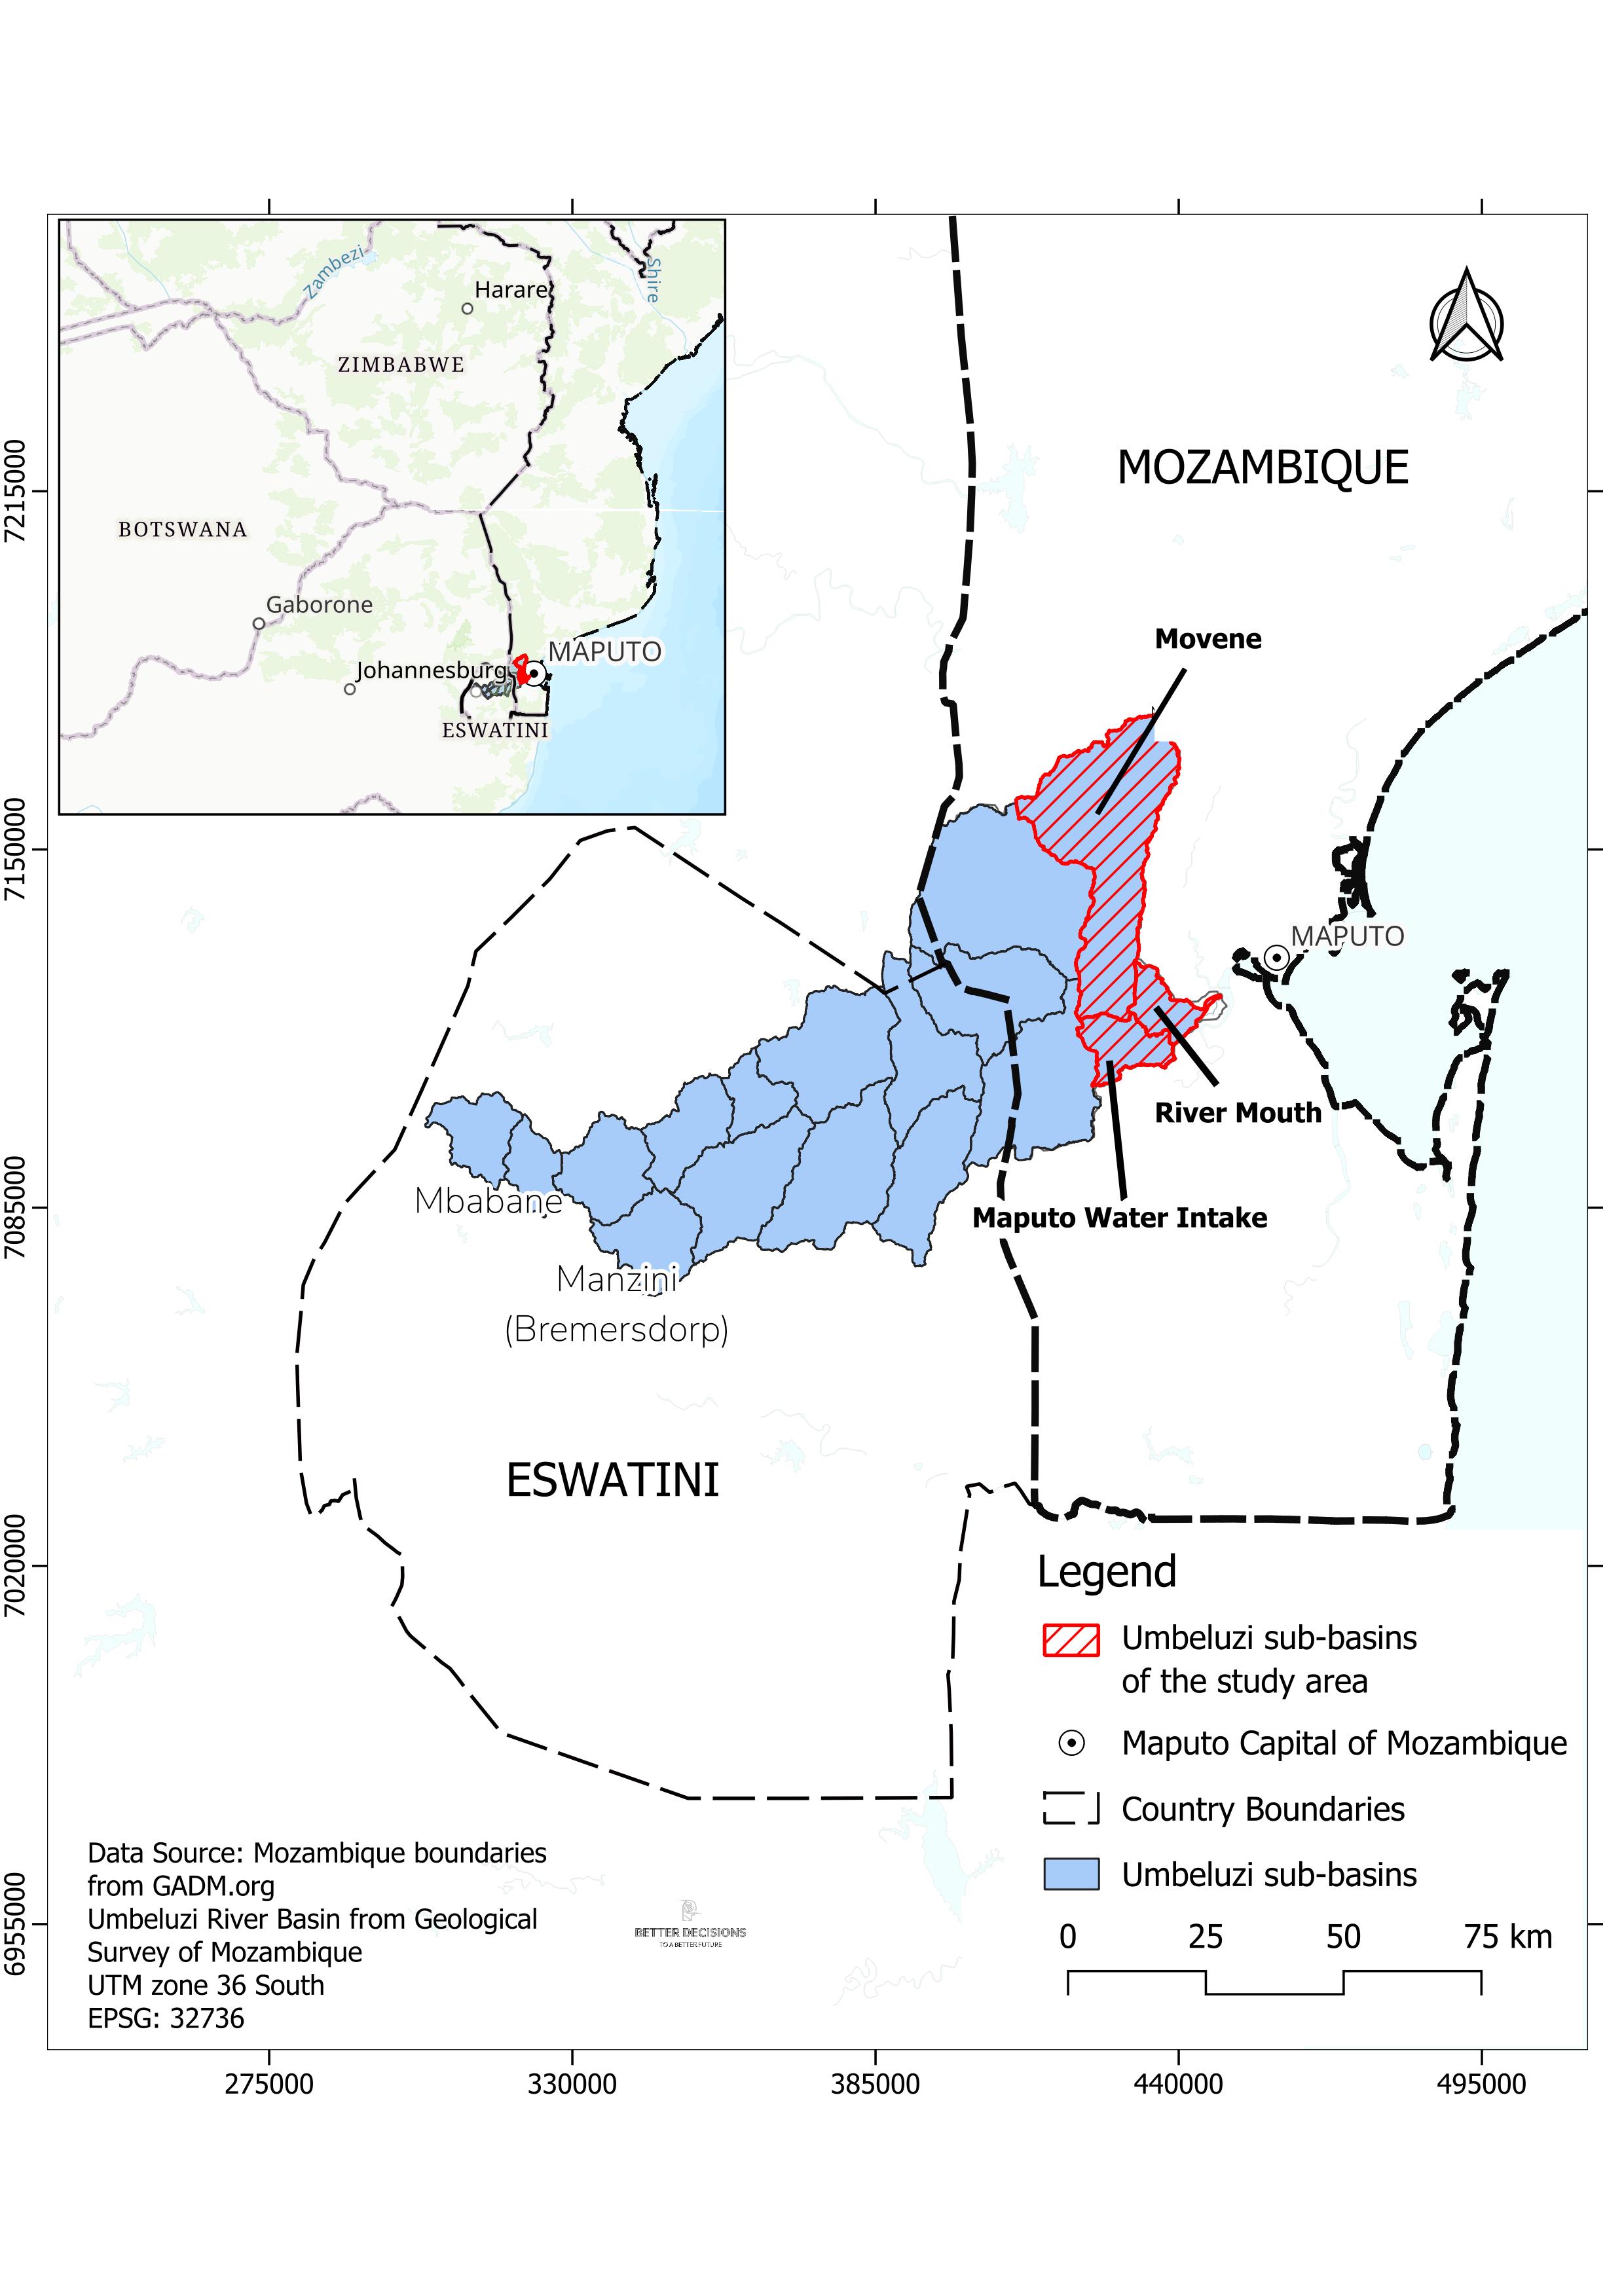 Zambezi
Shire
Harare
ZIMBABWE
BOTSWANA
Gaborone
Johannesburg
MAPUTO
ESWATINI
MOZAMBIQUE
Movene
MAPUTO
River Mouth
Maputo Water Intake
Mbabane
Manzini
(Bremersdorp)
ESWATINI
7215000
7150000
7085000
7020000
6955000
Legend
Umbeluzi sub-basins
of the study area
Maputo Capital of Mozambique
Country Boundaries
Umbeluzi sub-basins
0 25 50 75 km
Data Source: Mozambique boundaries
from GADM.org
Umbeluzi River Basin from Geological
Survey of Mozambique
UTM zone 36 South
EPSG: 32736
BETTER DECISIONS
TO A BETTER FUTURE
275000 330000 385000 440000 495000